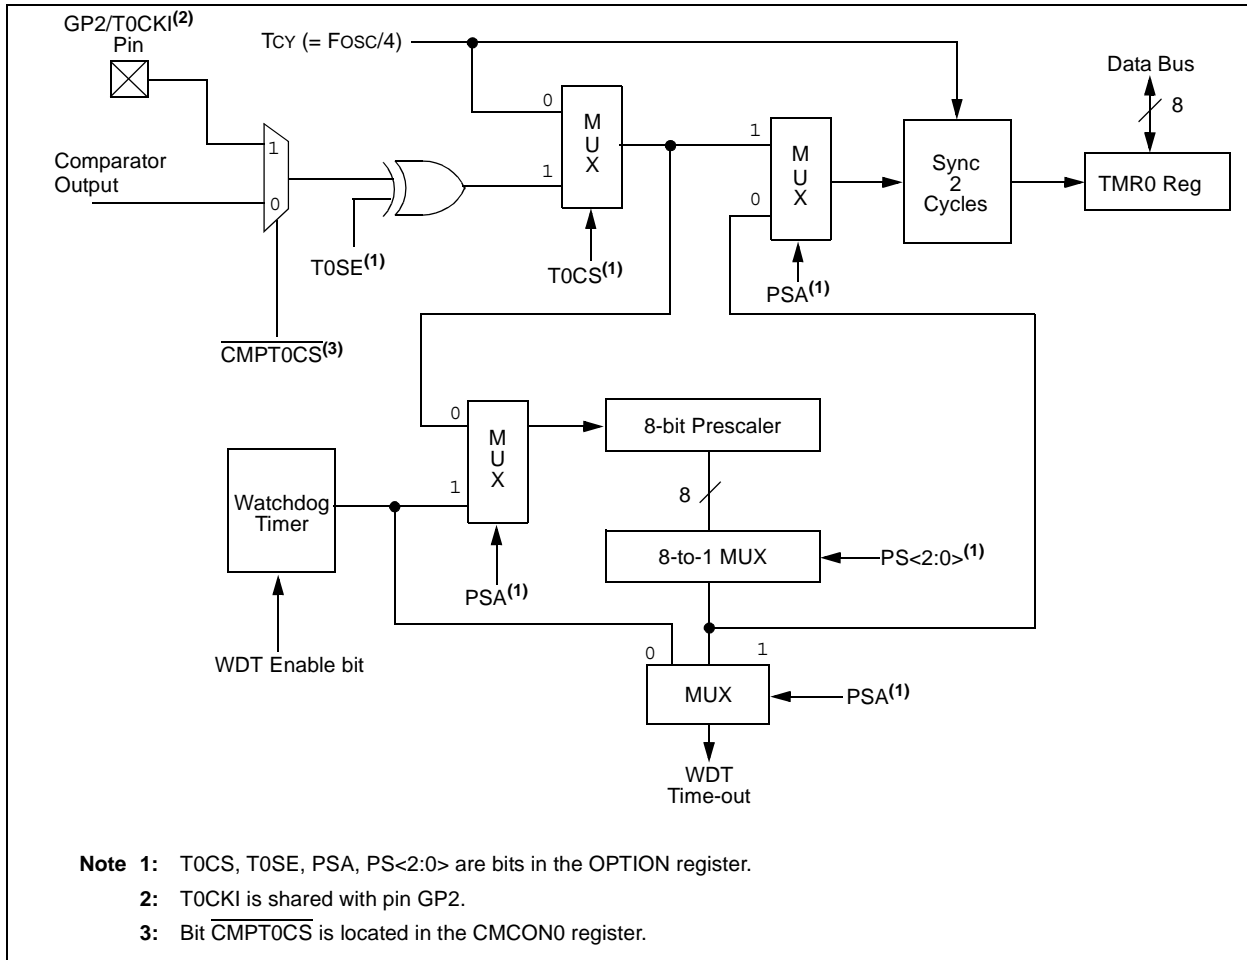 GP2/T0CKI(2)
Pin
TCY (= FOSC/4)
Data Bus
8
0
M
U
X
1
1
M
U
X
0
Sync
2
Cycles
TMR0 Reg
Comparator
Output
1
0
T0SE(1)
T0CS(1)
PSA(1)
CMPT0CS(3)
0
M
U
X
1
8-bit Prescaler
Watchdog
Timer
8
8-to-1 MUX
PS<2:0>(1)
PSA(1)
WDT Enable bit
0
1
MUX
PSA(1)
WDT
Time-out
Note 1: T0CS, T0SE, PSA, PS<2:0> are bits in the OPTION register.
2: T0CKI is shared with pin GP2.
3: Bit CMPT0CS is located in the CMCON0 register.